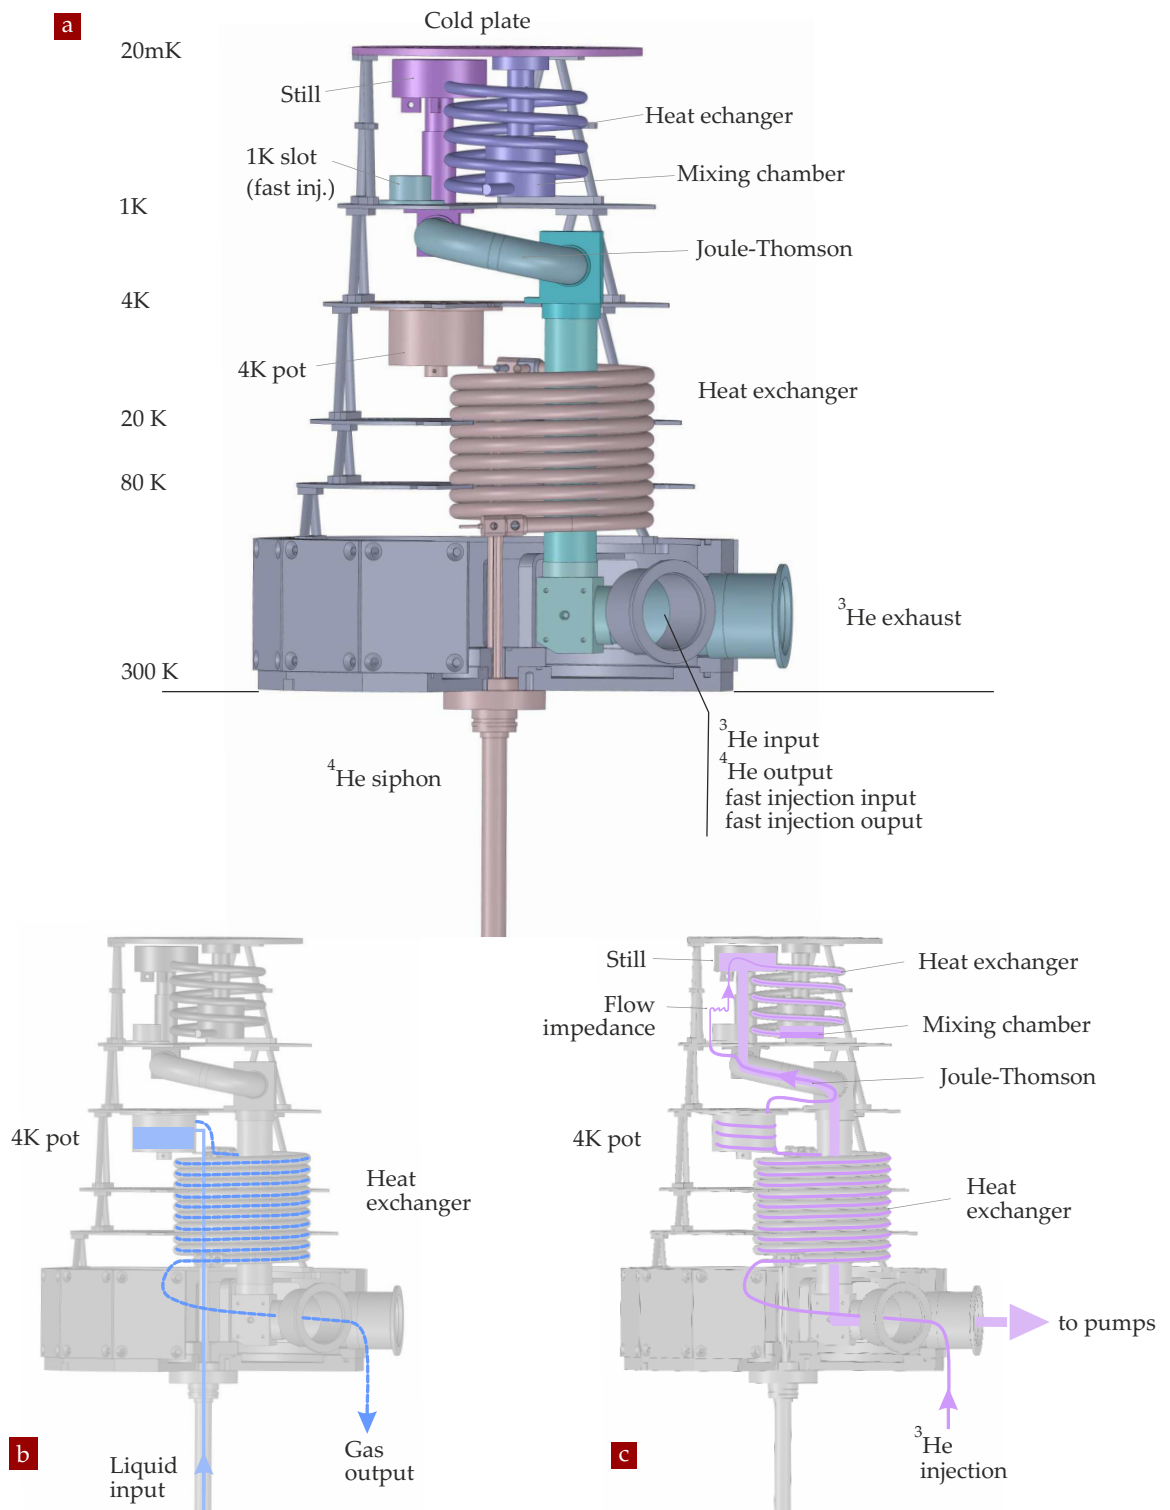 a
Cold plate
20mK
Still
Heat echanger
1K slot
(fast inj.)
Mixing chamber
1K
Joule-Thomson
4K
4K pot
Heat exchanger
20 K
80 K
3He exhaust
300 K
3He input
4He output
fast injection input
fast injection ouput
4He siphon
Still
Heat exchanger
Flow
impedance
Mixing chamber
Joule-Thomson
4K pot
4K pot
Heat
exchanger
Heat
exchanger
to pumps
b
Liquid
input
Gas
output
c
3He
injection